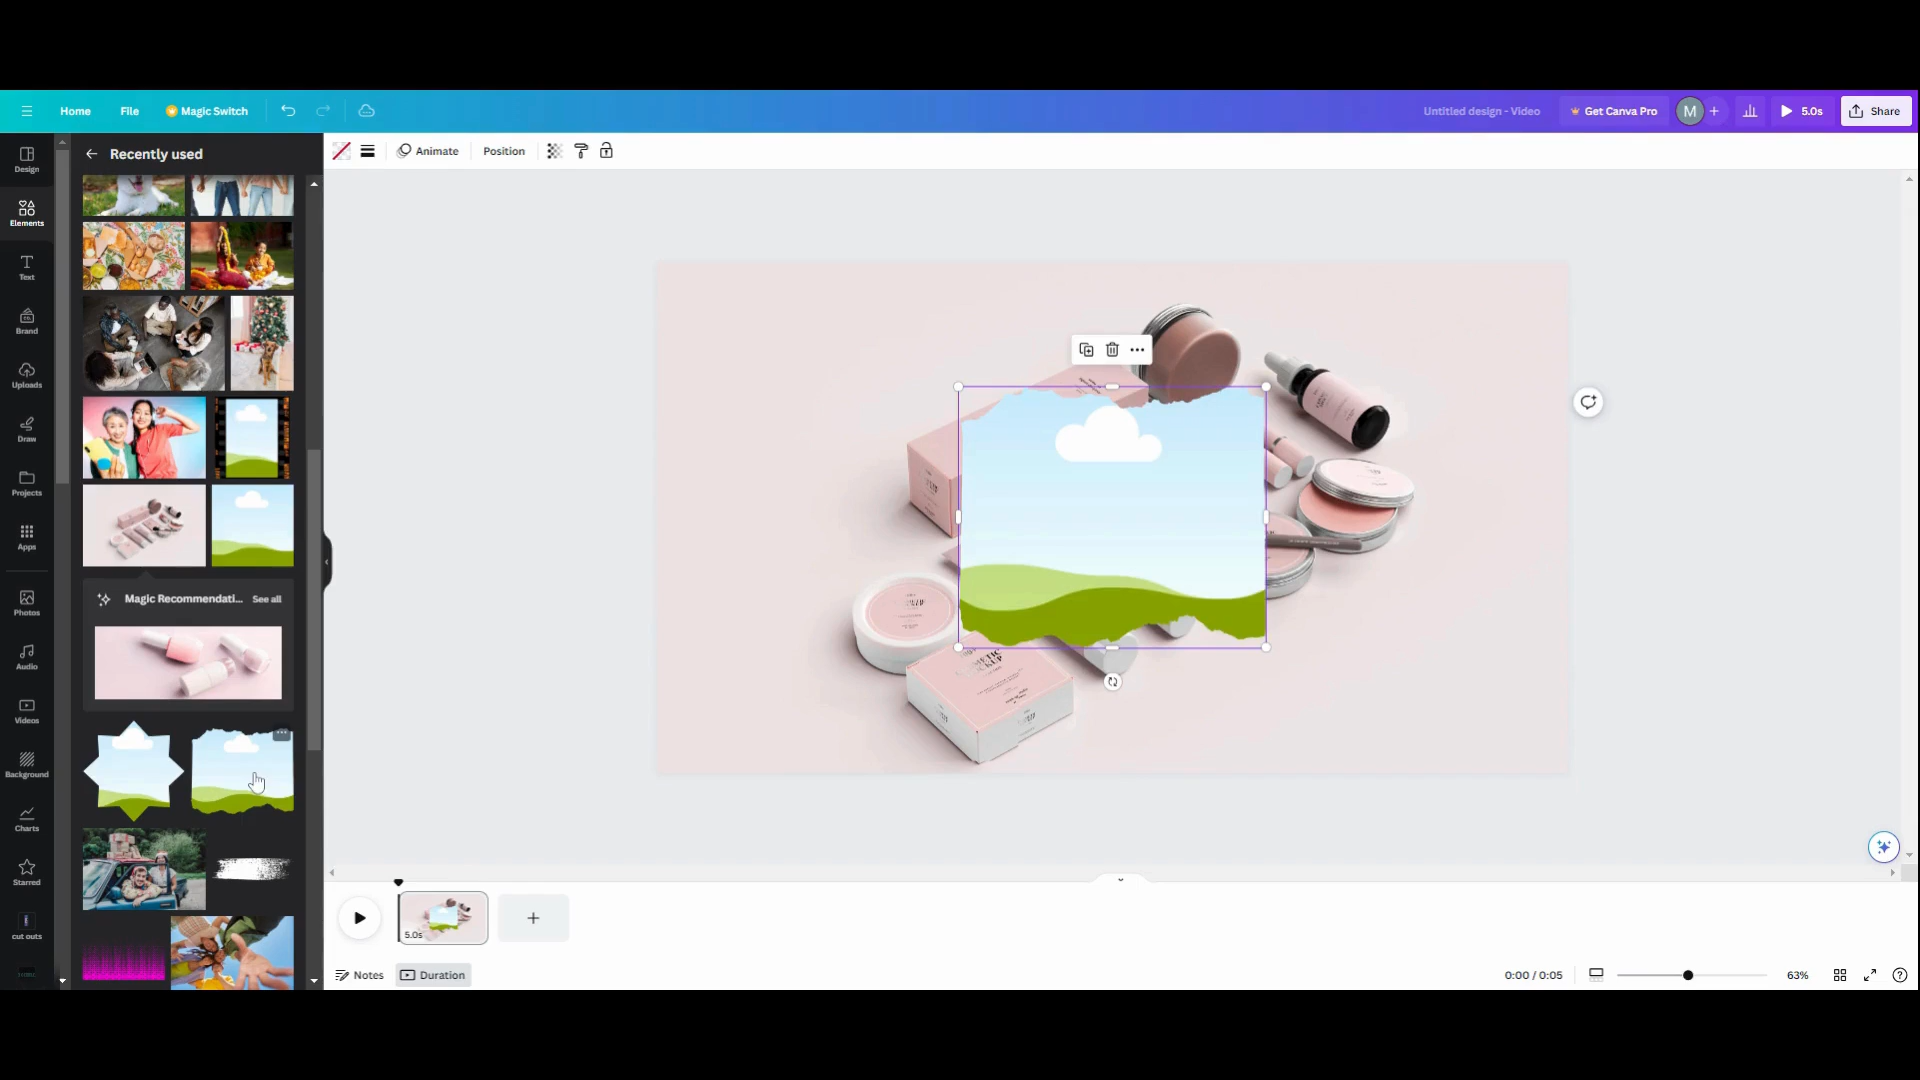 Home
File
Magic Switch
Untitled design - Video
Get Canva Pro
M
5.0s
Share
Design
Elements
Text
Brand
Uploads
Draw
Projects
Apps
Photos
Audio
Videos
Background
Charts
Starred
cut outs
Recently used
Magic Recommendati...
See all
Animate
Position
5.0s
Notes
Duration
0:00 / 0:05
63%